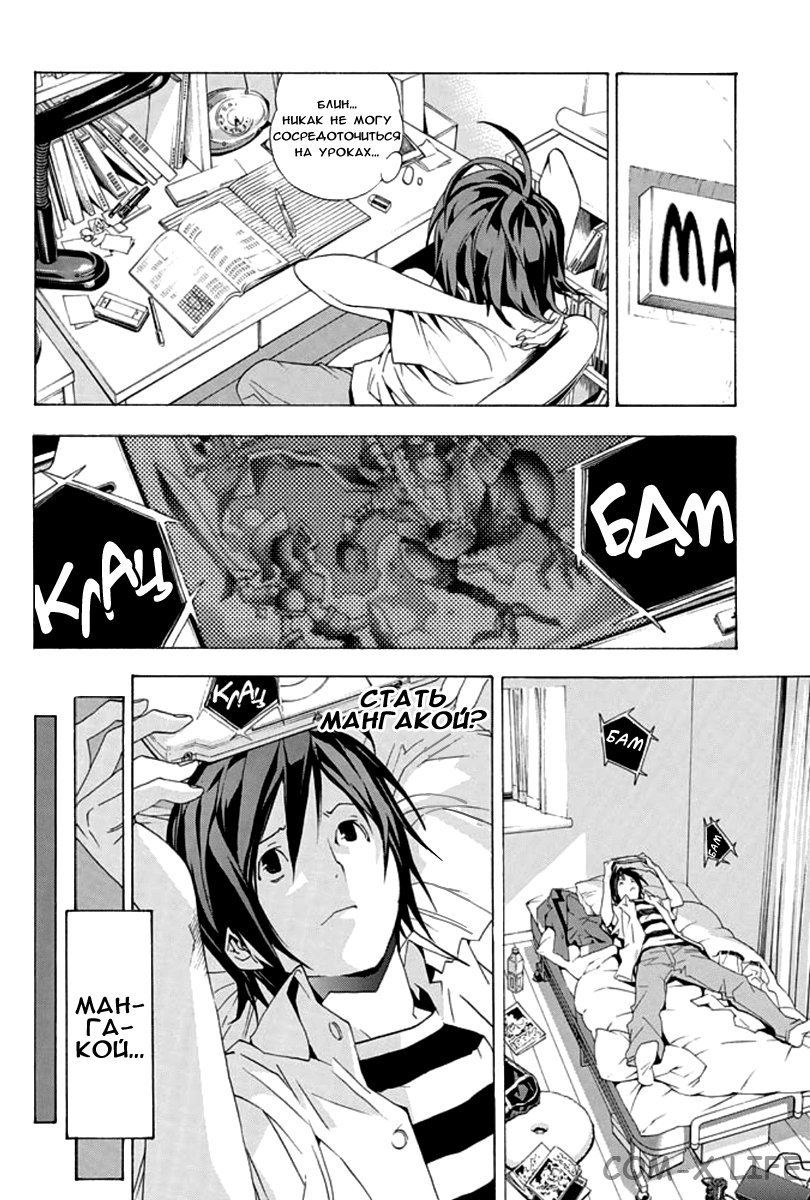 МА
БЛИН...
НИКАК НЕ МОГУ
СОСРЕДОТОЧИТЬСЯ
НА УРОКАХ...
БАМ
КЛАЦ
БАМ
БАМ
КЛАЦ
СТАТЬ
МАНГАКОЙ?
МАН-
ГА-
КОЙ...
COM-X LIFE